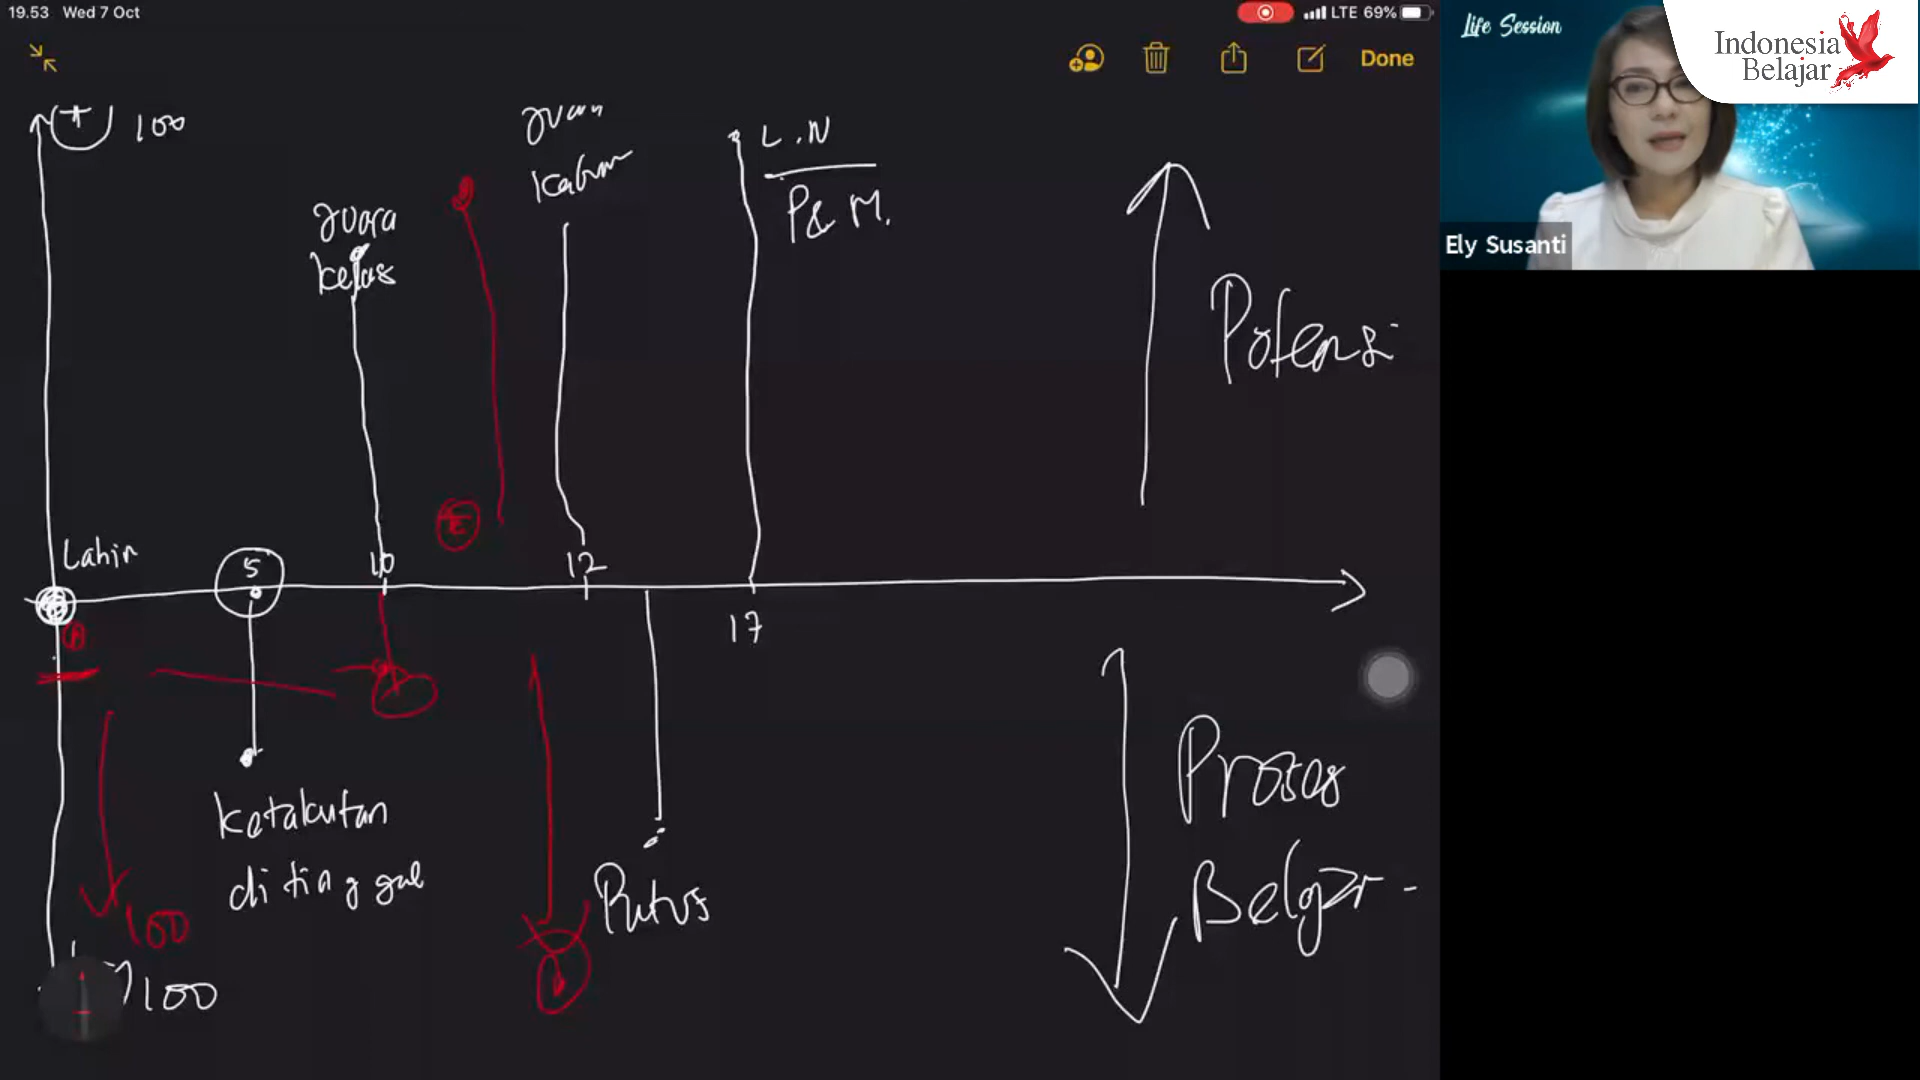 19.53 Wed 7 Oct
LTE 69%
Done
Life Session
Indonesia
Belajar
Ely Susanti
+ 100
juara
kelas
juara
L.N
P & M.
Potensi
Lahir
5
10
12
17
Ketakutan
ditinggal
Putus
100
100
Proses
Belajar